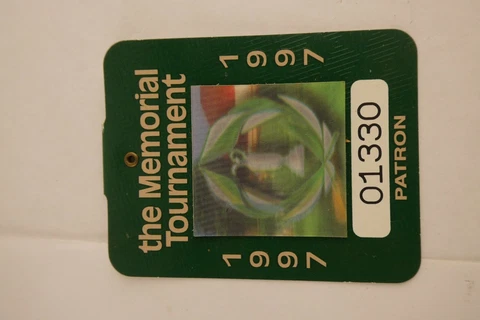 the Memorial
Tournament
1997
1997
01330
PATRON